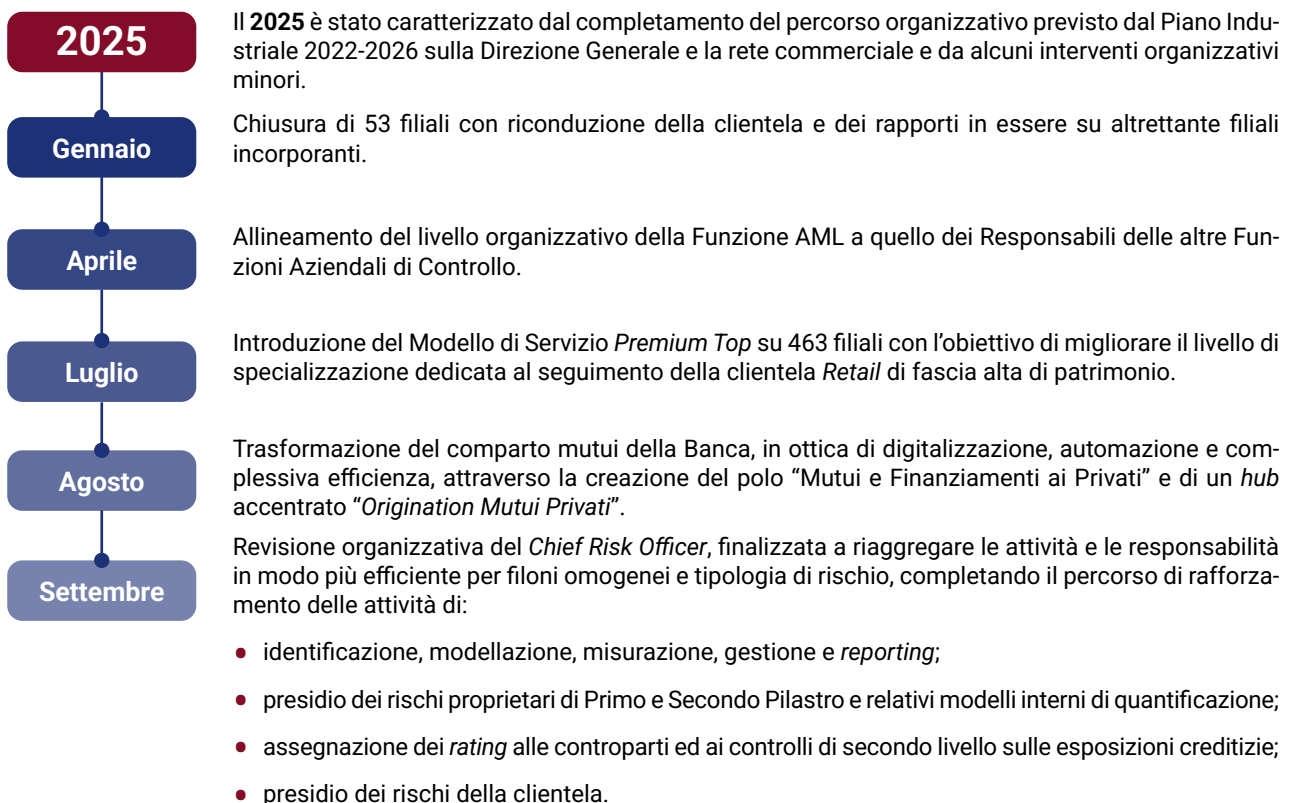 2025
Il 2025 è stato caratterizzato dal completamento del percorso organizzativo previsto dal Piano Indu-
striale 2022-2026 sulla Direzione Generale e la rete commerciale e da alcuni interventi organizzativi
minori.
Gennaio
Chiusura di 53 filiali con riconduzione della clientela e dei rapporti in essere su altrettante filiali
incorporanti.
Aprile
Allineamento del livello organizzativo della Funzione AML a quello dei Responsabili delle altre Fun-
zioni Aziendali di Controllo.
Luglio
Introduzione del Modello di Servizio Premium Top su 463 filiali con l'obiettivo di migliorare il livello di
specializzazione dedicata al seguimento della clientela Retail di fascia alta di patrimonio.
Agosto
Trasformazione del comparto mutui della Banca, in ottica di digitalizzazione, automazione e com-
plessiva efficienza, attraverso la creazione del polo “Mutui e Finanziamenti ai Privati” e di un hub
accentrato “Origination Mutui Privati”.
Settembre
Revisione organizzativa del Chief Risk Officer, finalizzata a riaggregare le attività e le responsabilità
in modo più efficiente per filoni omogenei e tipologia di rischio, completando il percorso di rafforza-
mento delle attività di:
• identificazione, modellazione, misurazione, gestione e reporting;
• presidio dei rischi proprietari di Primo e Secondo Pilastro e relativi modelli interni di quantificazione;
• assegnazione dei rating alle controparti ed ai controlli di secondo livello sulle esposizioni creditizie;
• presidio dei rischi della clientela.